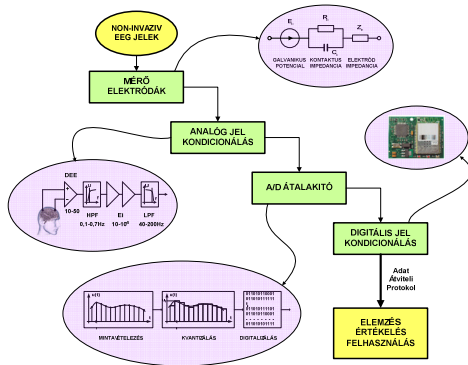 NON-INVAZIV
EEG JELEK
MÉRŐ
ELEKTRÓDÁK
GALVANIKUS
POTENCIAL
KONTAKTUS
IMPEDANCIA
ELEKTRÓD
IMPEDANCIA
ANALÓG JEL
KONDICIONÁLÁS
DEE
10-50
HPF
0,1-0,7Hz
Ei
LPF
40-200Hz
A/D ÁTALAKITÓ
DIGITÁLIS JEL
KONDICIONÁLÁS
Adat
Átviteli
Protokol
MINTAVÉTELEZÉS
KVANTIZÁLÁS
DIGITALIZÁLÁS
ELEMZÉS
ÉRTÉKELÉS
FELHASZNÁLÁS